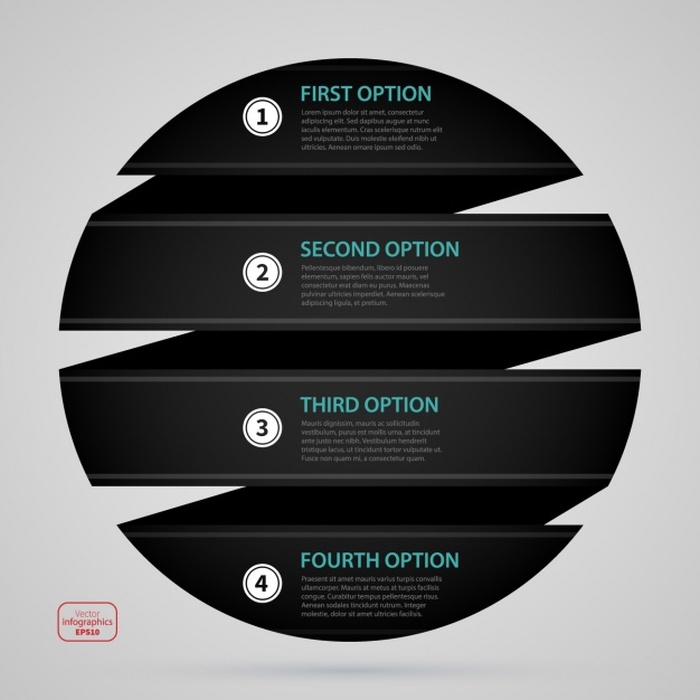 1
FIRST OPTION
Lorem ipsum dolor sit amet, consectetur
adipiscing elit. Sed dapibus augue at nunc
iaculis elementum. Cras scelerisque rutrum elit
sed vulputate. Duis molestie eleifend nibh ut
ultricies. Aenean ornare ipsum sed odio.
2
SECOND OPTION
Pellentesque bibendum, libero id posuere
elementum, sapien felis auctor mauris, vel
consectetur erat diam eu purus. Maecenas
pulvinar ultricies imperdiet. Aenean scelerisque
adipiscing ligula, et pretium.
3
THIRD OPTION
Mauris dignissim, mauris ac sollicitudin
vestibulum, purus est mollis urna, at tincidunt
ante justo nec nibh. Vestibulum hendrerit
tristique lacus, ut tincidunt tortor vulputate ut.
Fusce non quam mi, a consectetur quam.
4
FOURTH OPTION
Praesent sit amet mauris varius turpis convallis
ullamcorper mattis et turpis. In facilisis
congue. Curabitur tempus pellentesque risus.
Aenean sodales tincidunt rutrum. Integer
molestie, urna sit amet ultricies facilisis.
Vector
infographics
EPS10